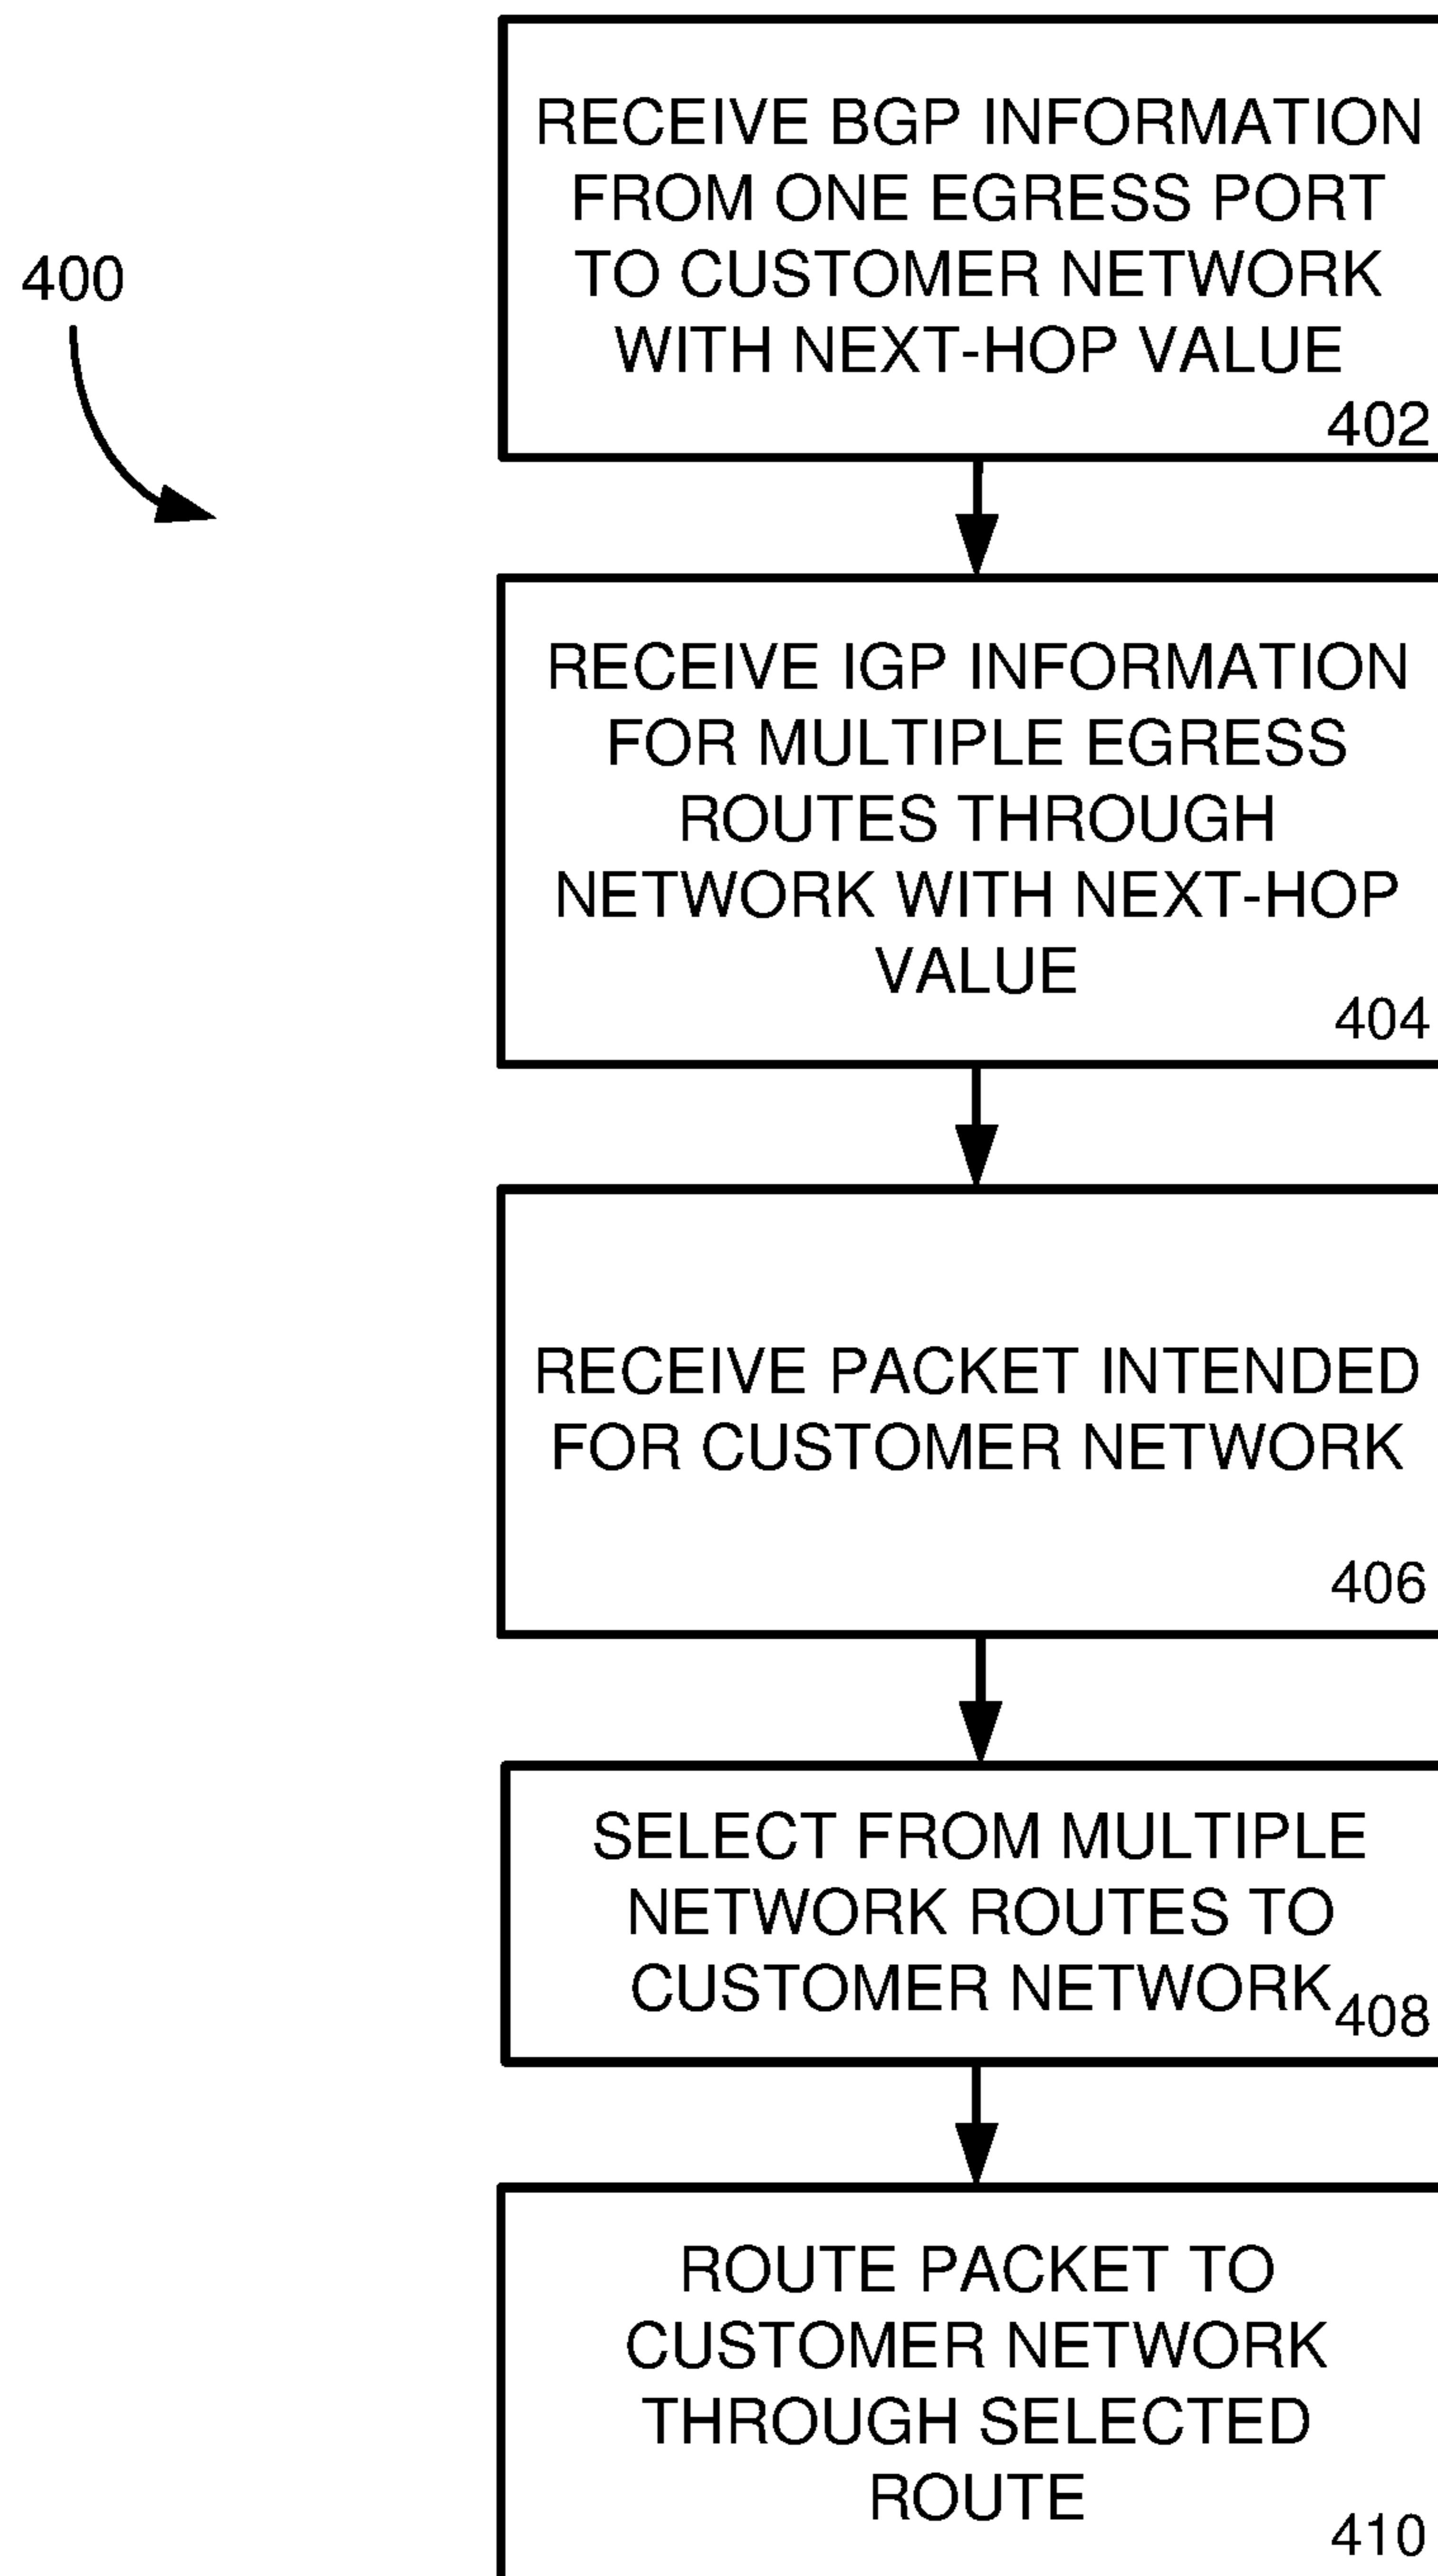 400
RECEIVE BGP INFORMATION
FROM ONE EGRESS PORT
TO CUSTOMER NETWORK
WITH NEXT-HOP VALUE
402
RECEIVE IGP INFORMATION
FOR MULTIPLE EGRESS
ROUTES THROUGH
NETWORK WITH NEXT-HOP
VALUE
404
RECEIVE PACKET INTENDED
FOR CUSTOMER NETWORK
406
SELECT FROM MULTIPLE
NETWORK ROUTES TO
CUSTOMER NETWORK
408
ROUTE PACKET TO
CUSTOMER NETWORK
THROUGH SELECTED
ROUTE
410